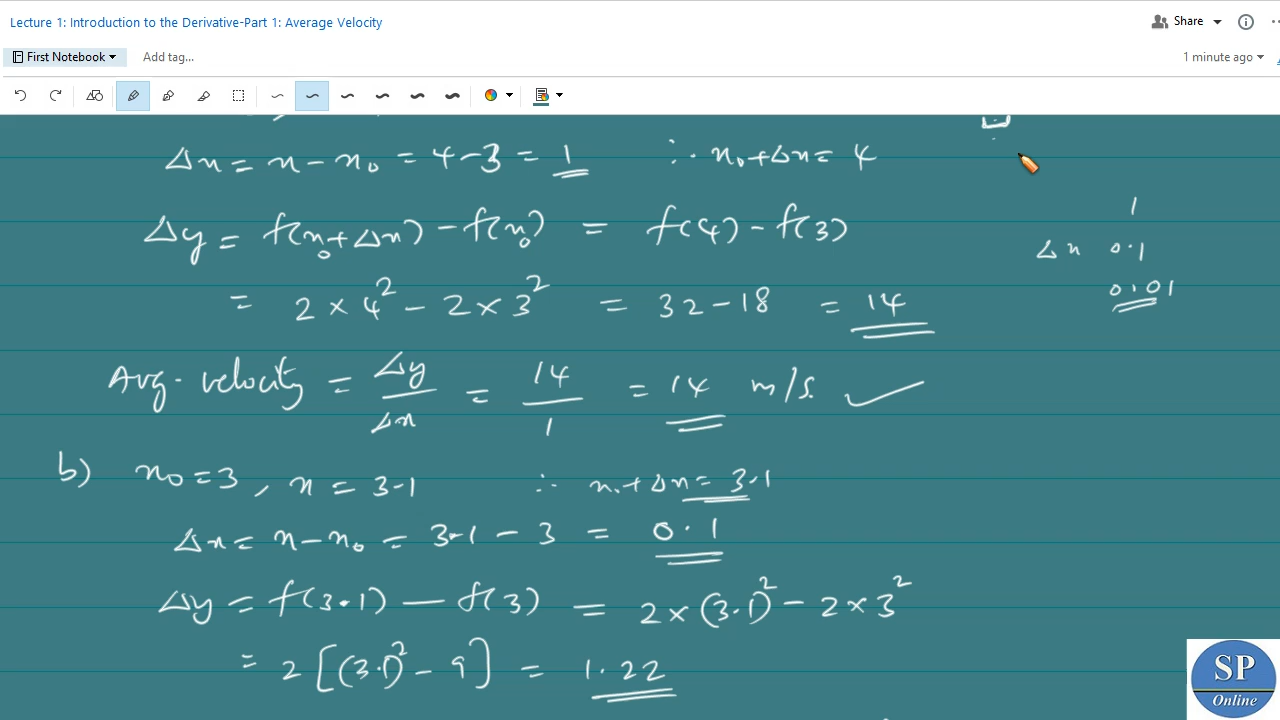 Lecture 1: Introduction to the Derivative-Part 1: Average Velocity
Share
First Notebook
Add tag...
1 minute ago
Δx = x - x₀ = 4 - 3 = 1 ∴ x₀ + Δx = 4
1
Δy = f(x₀ + Δx) - f(x₀) = f(4) - f(3)
Δx 0.1
= 2 × 4² - 2 × 3² = 32 - 18 = 14
0.01
Avg. velocity = Δy/Δx = 14/1 = 14 m/s.
b) x₀ = 3, x = 3.1 ∴ x₀ + Δx = 3.1
Δx = x - x₀ = 3.1 - 3 = 0.1
Δy = f(3.1) - f(3) = 2 × (3.1)² - 2 × 3²
= 2[(3.1)² - 9] = 1.22
SP
Online